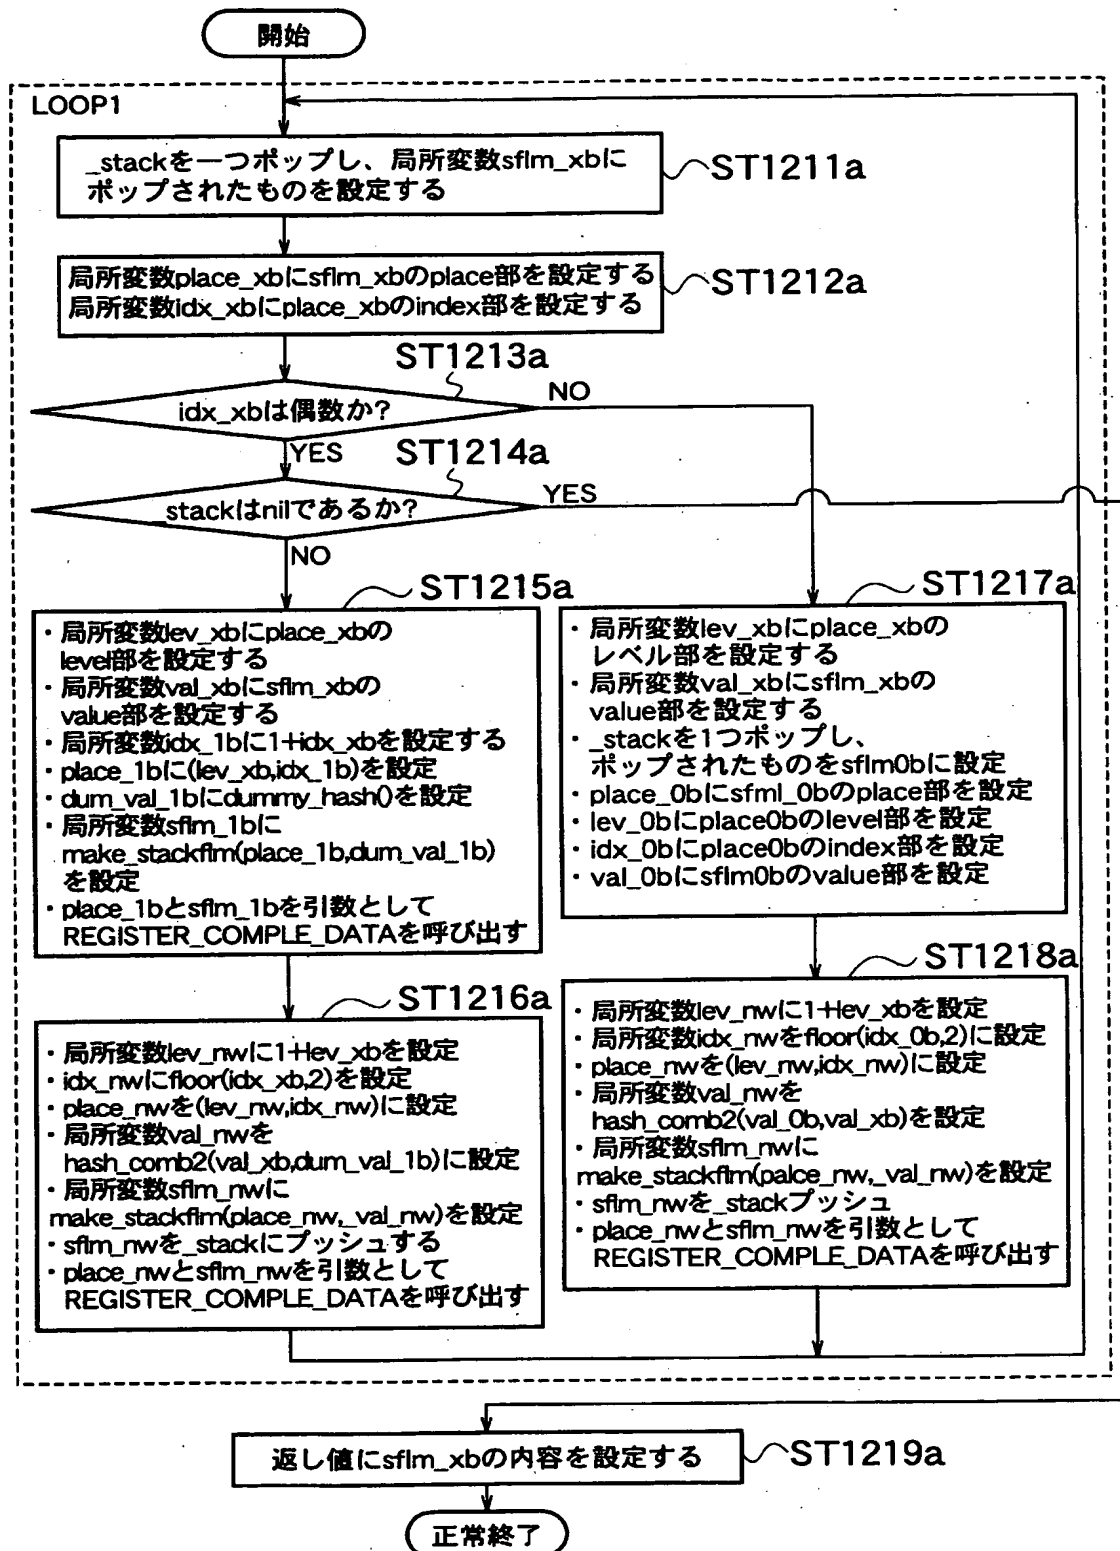 開始
LOOP1
_stackを一つポップし、局所変数sflm_xbに
ポップされたものを設定する
ST1211a
局所変数place_xbにsflm_xbのplace部を設定する
局所変数idx_xbにplace_xbのindex部を設定する
ST1212a
ST1213a
idx_xbは偶数か?
NO
YES
ST1214a
_stackはnilであるか?
YES
NO
ST1215a
・局所変数lev_xbにplace_xbの
level部を設定する
・局所変数val_xbにsflm_xbの
value部を設定する
・局所変数idx_1bに1+idx_xbを設定する
・place_1bに(lev_xb,idx_1b)を設定
・dum_val_1bにdummy_hash()を設定
・局所変数sflm_1bに
make_stackflm(place_1b,dum_val_1b)
を設定
・place_1bとsflm_1bを引数として
REGISTER_COMPLE_DATAを呼び出す
ST1217a
・局所変数lev_xbにplace_xbの
レベル部を設定する
・局所変数val_xbにsflm_xbの
value部を設定する
・_stackを1つポップし、
ポップされたものをsflm0bに設定
・place_0bにsfml_0bのplace部を設定
・lev_0bにplace0bのlevel部を設定
・idx_0bにplace0bのindex部を設定
・val_0bにsflm0bのvalue部を設定
ST1216a
・局所変数lev_nwに1+lev_xbを設定
・idx_nwにfloor(idx_xb,2)を設定
・place_nwを(lev_nw,idx_nw)に設定
・局所変数val_nwを
hash_comb2(val_xb,dum_val_1b)に設定
・局所変数sflm_nwに
make_stackflm(place_nw,_val_nw)を設定
・sflm_nwを_stackにプッシュする
・place_nwとsflm_nwを引数として
REGISTER_COMPLE_DATAを呼び出す
ST1218a
・局所変数lev_nwに1+lev_xbを設定
・局所変数idx_nwをfloor(idx_0b,2)に設定
・place_nwを(lev_nw,idx_nw)に設定
・局所変数val_nwを
hash_comb2(val_0b,val_xb)を設定
・局所変数sflm_nwに
make_stackflm(palce_nw,_val_nw)を設定
・sflm_nwを_stackプッシュ
・place_nwとsflm_nwを引数として
REGISTER_COMPLE_DATAを呼び出す
返し値にsflm_xbの内容を設定する
ST1219a
正常終了